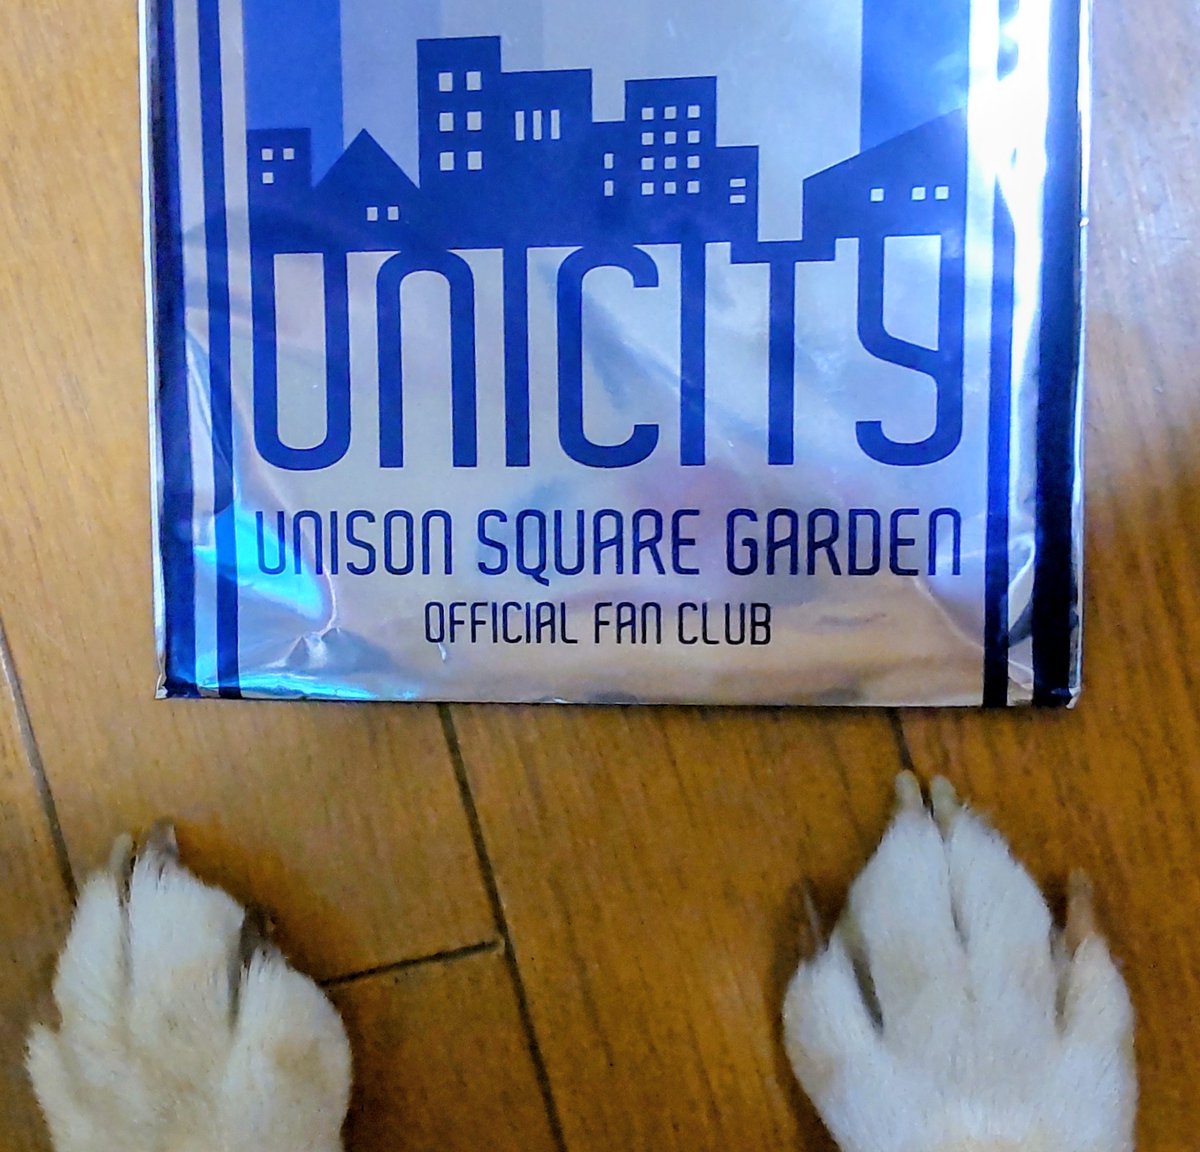 UNICITY
UNISON SQUARE GARDEN
OFFICIAL FAN CLUB